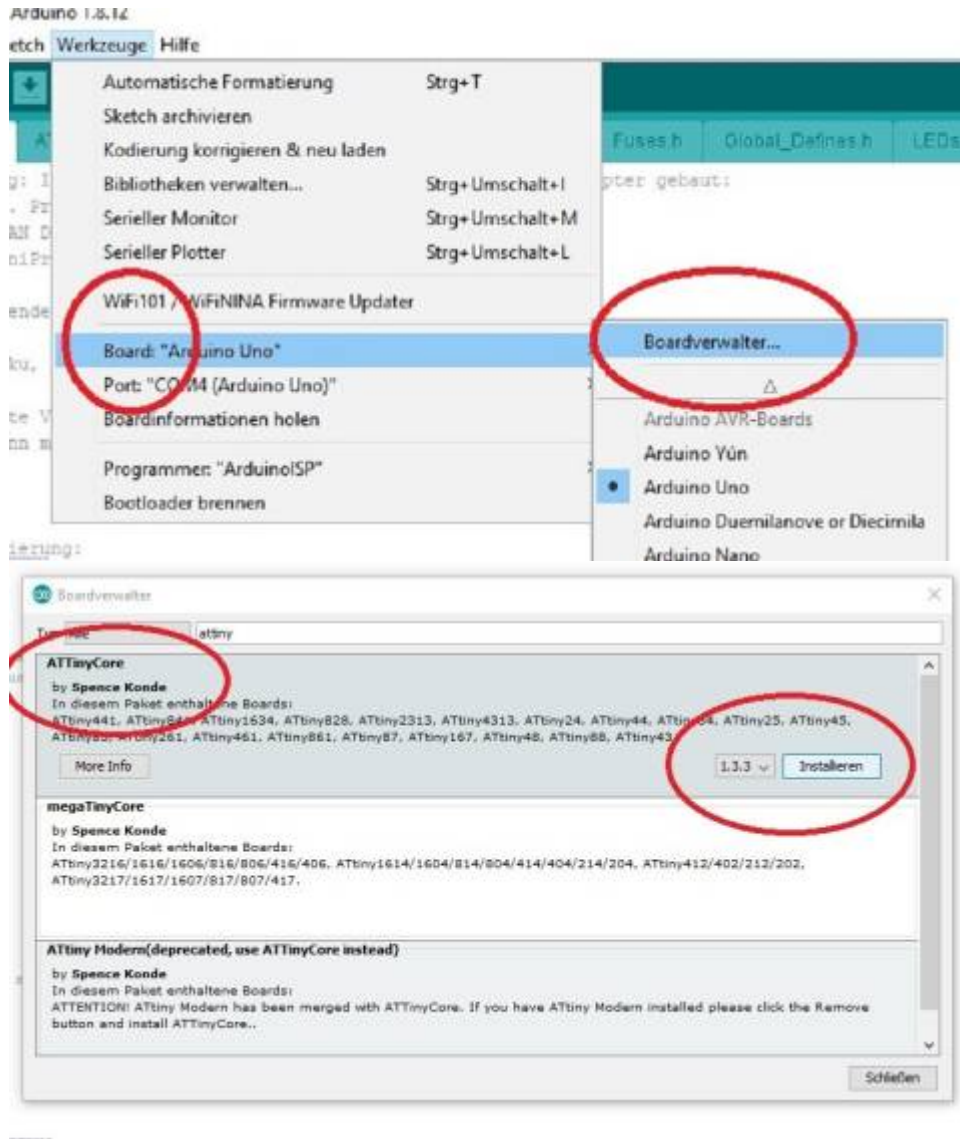 Arduino 1.8.12
etch Werkzeuge Hilfe
Automatische Formatierung Strg+T
Sketch archivieren
Kodierung korrigieren & neu laden
Fuses.h Global_Defines.h LEDs
Bibliotheken verwalten... Strg+Umschalt+I
pter gebaut:
Serieller Monitor Strg+Umschalt+M
Serieller Plotter Strg+Umschalt+L
WiFi101 / WiFiNINA Firmware Updater
ende
Board: "Arduino Uno"
Boardverwalter...
Port: "COM4 (Arduino Uno)"
Boardinformationen holen
Arduino AVR-Boards
Arduino Yún
Programmer: "ArduinoISP"
Arduino Uno
Bootloader brennen
Arduino Duemilanove or Diecimila
Arduino Nano
ierung:
Boardverwalter
Typ Alle attiny
ATTinyCore
by Spence Konde
In diesem Paket enthaltene Boards:
ATtiny441, ATtiny841, ATtiny1634, ATtiny828, ATtiny2313, ATtiny4313, ATtiny24, ATtiny44, ATtiny84, ATtiny25, ATtiny45,
ATtiny85, ATtiny261, ATtiny461, ATtiny861, ATtiny87, ATtiny167, ATtiny48, ATtiny88, ATtiny43
More Info 1.3.3 Installieren
megaTinyCore
by Spence Konde
In diesem Paket enthaltene Boards:
ATtiny3216/1616/1606/816/806/416/406, ATtiny1614/1604/814/804/414/404/214/204, ATtiny412/402/212/202,
ATtiny3217/1617/1607/817/807/417.
ATtiny Modern(deprecated, use ATTinyCore instead)
by Spence Konde
In diesem Paket enthaltene Boards:
ATTENTION! ATtiny Modern has been merged with ATTinyCore. If you have ATtiny Modern installed please click the Remove
button and install ATTinyCore..
Schließen